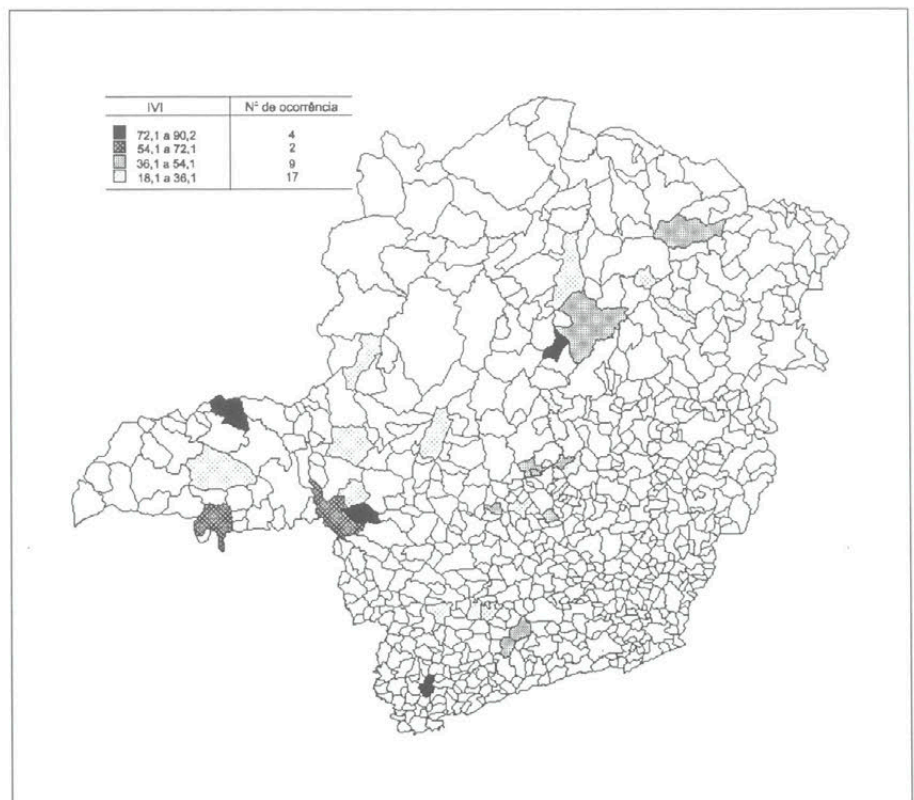 IVI Nº de ocorrência
72,1 a 90,2 4
54,1 a 72,1 2
36,1 a 54,1 9
18,1 a 36,1 17